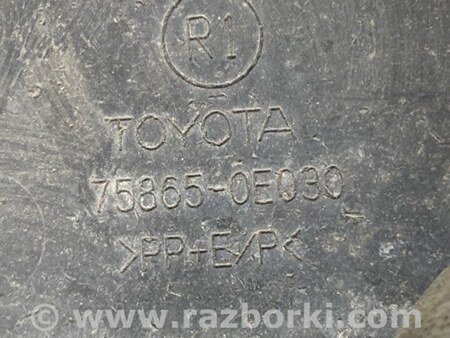 R1
TOYOTA
75865-0E030
>PP+E/P<
© www.razborki.com